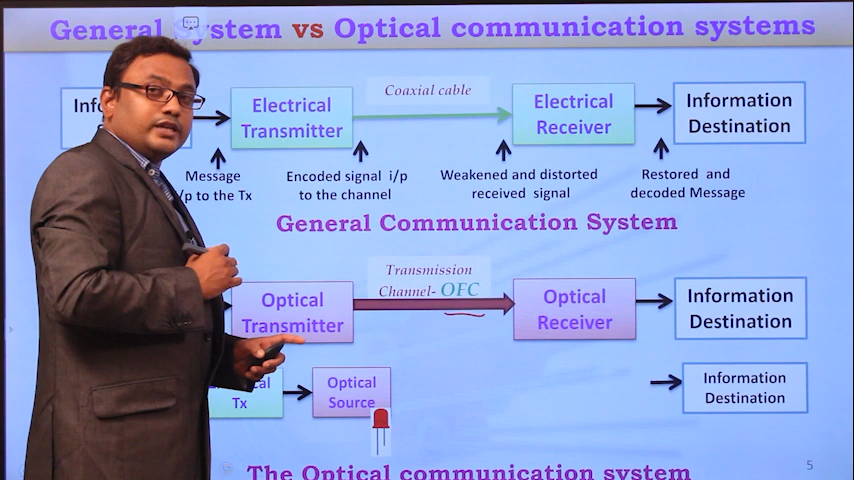 General System vs Optical communication systems
Electrical
Transmitter
Coaxial cable
Electrical
Receiver
Information
Destination
Message
i/p to the Tx
Encoded signal i/p
to the channel
Weakened and distorted
received signal
Restored and
decoded Message
General Communication System
Optical
Transmitter
Transmission
Channel- OFC
Optical
Receiver
Information
Destination
Tx
Optical
Source
Information
Destination
The Optical communication system
5